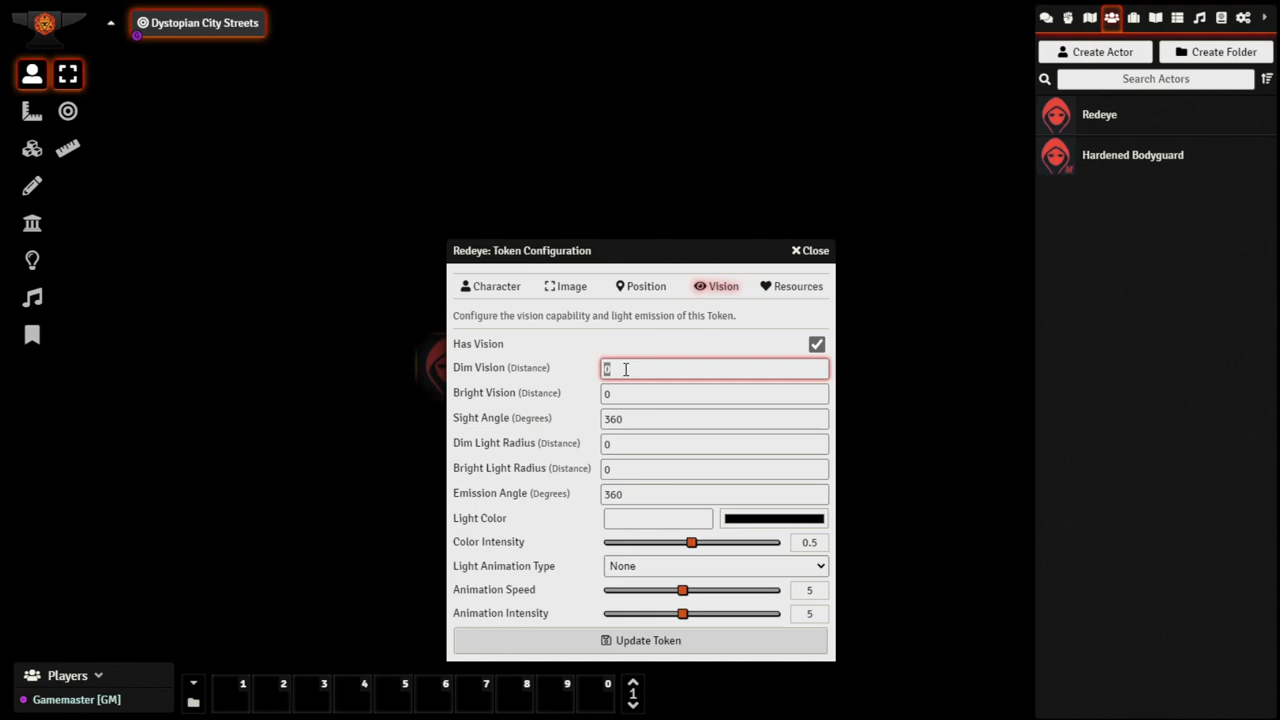 Dystopian City Streets
G
Create Actor
Create Folder
Search Actors
Redeye
Hardened Bodyguard
M
Redeye: Token Configuration
Close
Character
Image
Position
Vision
Resources
Configure the vision capability and light emission of this Token.
Has Vision
Dim Vision (Distance)
0
Bright Vision (Distance)
0
Sight Angle (Degrees)
360
Dim Light Radius (Distance)
0
Bright Light Radius (Distance)
0
Emission Angle (Degrees)
360
Light Color
Color Intensity
0.5
Light Animation Type
None
Animation Speed
5
Animation Intensity
5
Update Token
Players
Gamemaster [GM]
1 2 3 4 5 6 7 8 9 0
1